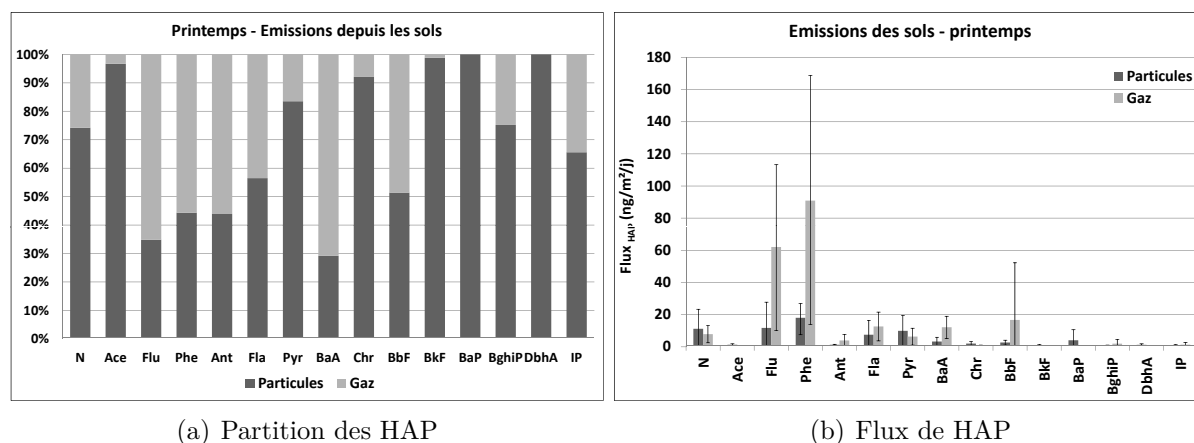 Printemps - Emissions depuis les sols
100%
90%
80%
70%
60%
50%
40%
30%
20%
10%
0%
N Ace Flu Phe Ant Fla Pyr BaA Chr BbF BkF BaP BghiP DbhA IP
Particules Gaz
(a) Partition des HAP
Emissions des sols - printemps
Flux HAP (ng/m²/j)
180
160
140
120
100
80
60
40
20
0
Particules
Gaz
N Ace Flu Phe Ant Fla Pyr BaA Chr BbF BkF BaP BghiP DbhA IP
(b) Flux de HAP